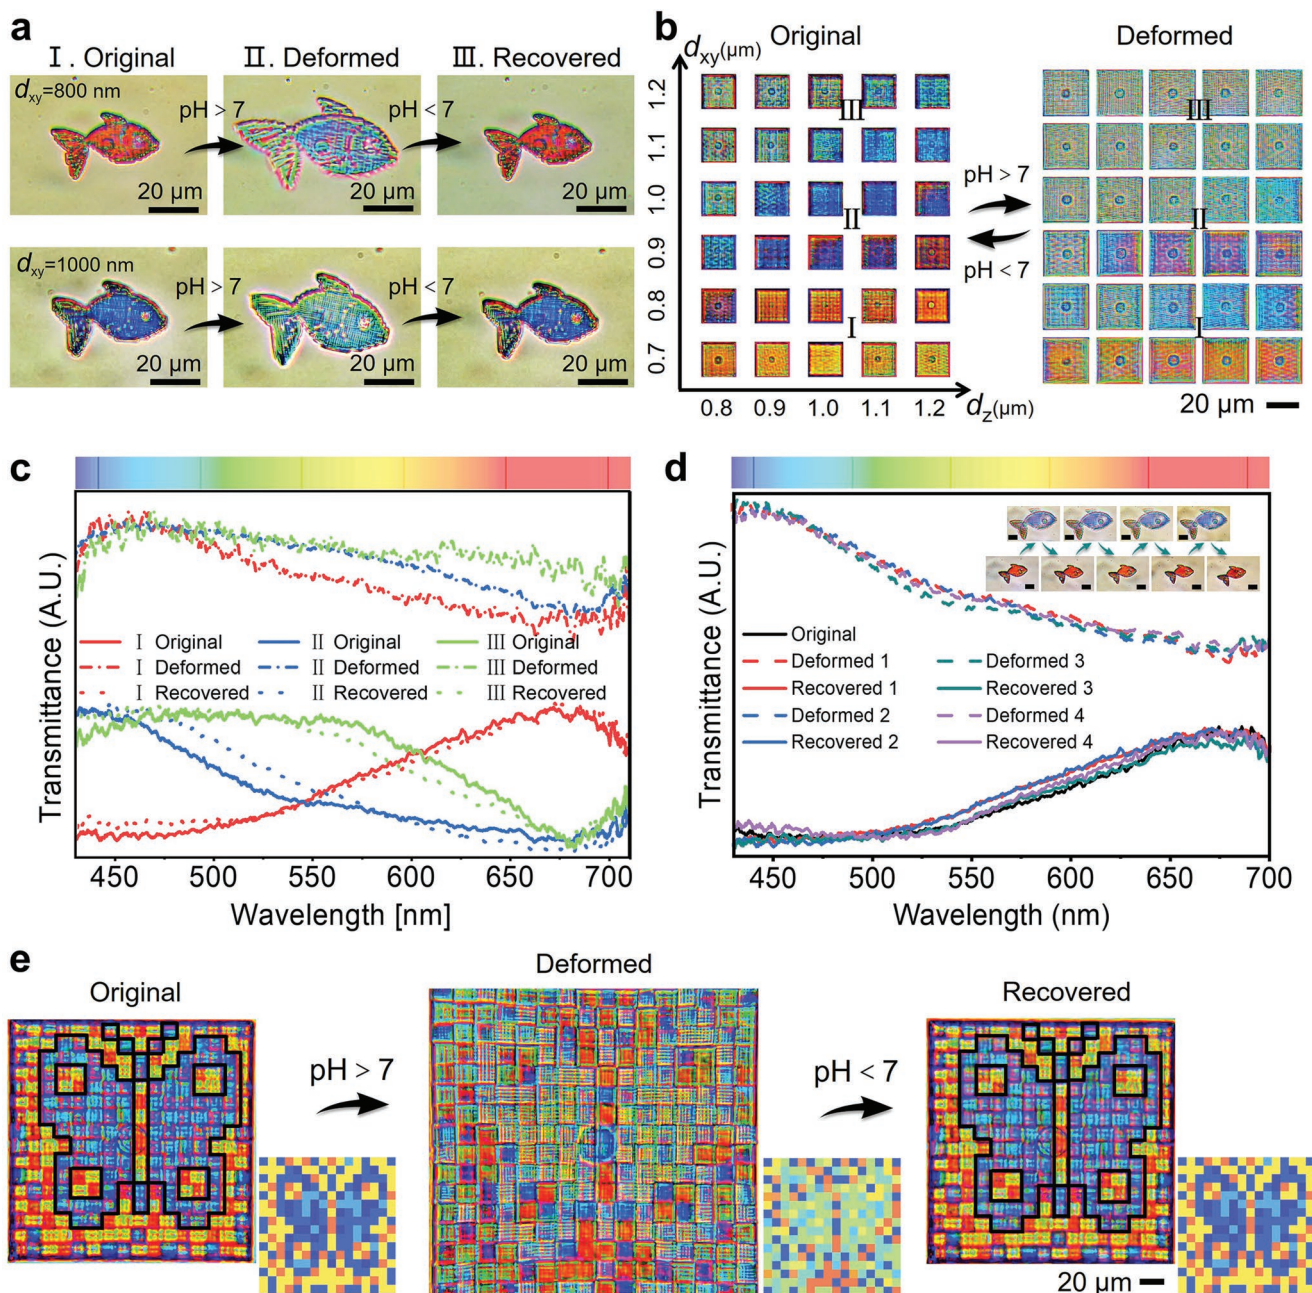 a
Ⅰ. Original
Ⅱ. Deformed
Ⅲ. Recovered
dxy=800 nm
pH > 7
pH < 7
20 µm
20 µm
20 µm
dxy=1000 nm
pH > 7
pH < 7
20 µm
20 µm
20 µm
b
dxy(µm)
Original
Deformed
1.2
1.1
1.0
0.9
0.8
0.7
Ⅲ
Ⅱ
Ⅰ
0.8 0.9 1.0 1.1 1.2 dz(µm)
pH > 7
pH < 7
Ⅲ
Ⅱ
Ⅰ
20 µm
c
Transmittance (A.U.)
Ⅰ Original Ⅱ Original Ⅲ Original
Ⅰ Deformed Ⅱ Deformed Ⅲ Deformed
Ⅰ Recovered Ⅱ Recovered Ⅲ Recovered
450 500 550 600 650 700
Wavelength [nm]
d
Transmittance (A.U.)
Original
Deformed 1 Deformed 3
Recovered 1 Recovered 3
Deformed 2 Deformed 4
Recovered 2 Recovered 4
450 500 550 600 650 700
Wavelength (nm)
e
Original
Deformed
Recovered
pH > 7
pH < 7
20 µm